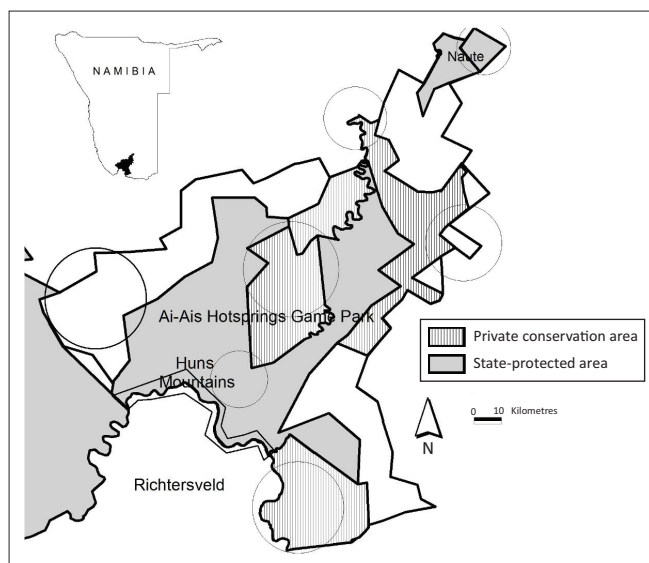 NAMIBIA
Naute
Ai-Ais Hotsprings Game Park
Huns
Mountains
Richtersveld
Private conservation area
State-protected area
0 10 Kilometres
N